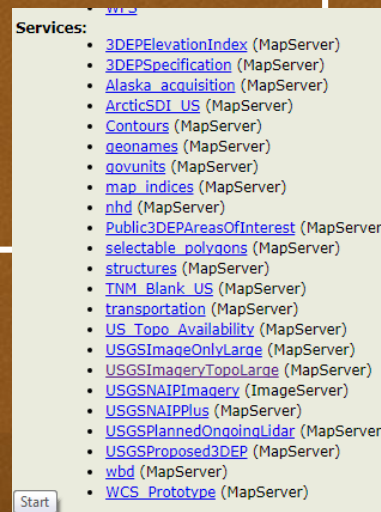 WFS
Services:
3DEPElevationIndex (MapServer)
3DEPSpecification (MapServer)
Alaska_acquisition (MapServer)
ArcticSDI_US (MapServer)
Contours (MapServer)
geonames (MapServer)
govunits (MapServer)
map_indices (MapServer)
nhd (MapServer)
Public3DEPAreasOfInterest (MapServer
selectable_polygons (MapServer)
structures (MapServer)
TNM_Blank_US (MapServer)
transportation (MapServer)
US_Topo_Availability (MapServer)
USGSImageOnlyLarge (MapServer)
USGSImageryTopoLarge (MapServer)
USGSNAIPImagery (ImageServer)
USGSNAIPPlus (MapServer)
USGSPlannedOngoingLidar (MapServer
USGSProposed3DEP (MapServer)
wbd (MapServer)
WCS_Prototype (MapServer)
Start